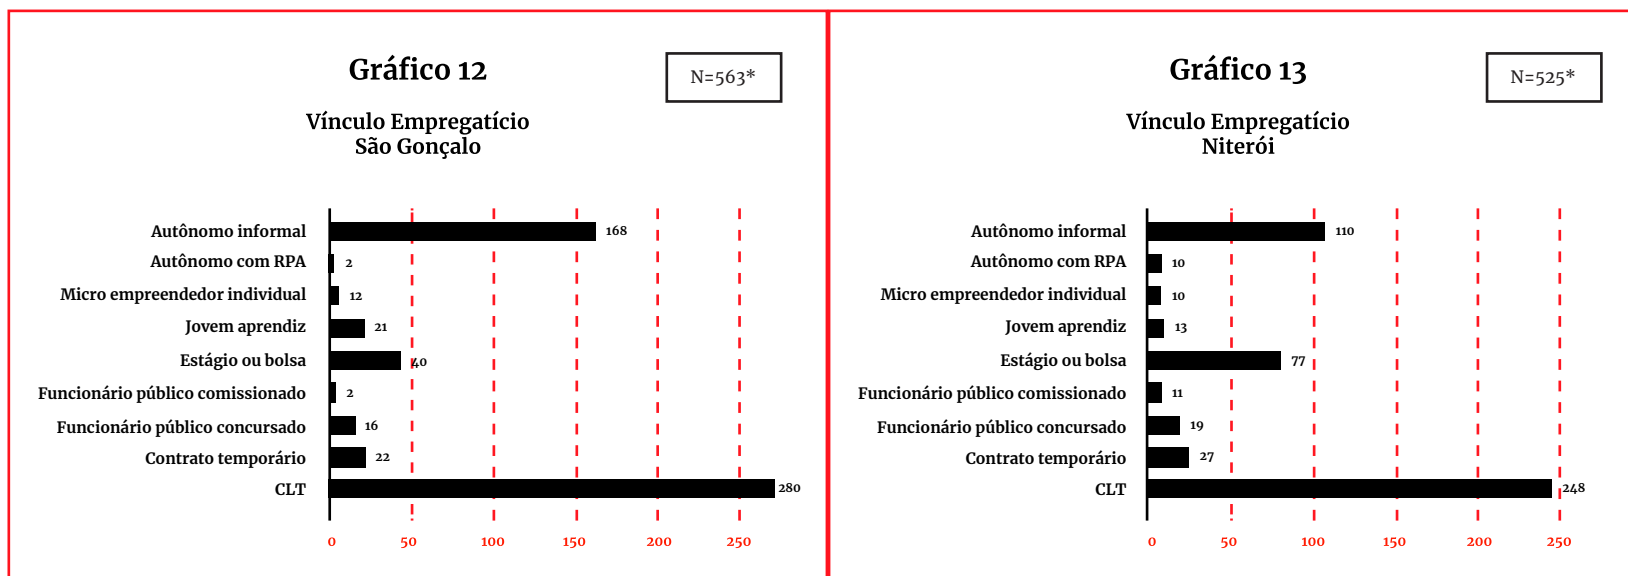 Gráfico 12
N=563*
Vínculo Empregatício
São Gonçalo
Autônomo informal 168
Autônomo com RPA 2
Micro empreendedor individual 12
Jovem aprendiz 21
Estágio ou bolsa 40
Funcionário público comissionado 2
Funcionário público concursado 16
Contrato temporário 22
CLT 280
0 50 100 150 200 250
Gráfico 13
N=525*
Vínculo Empregatício
Niterói
Autônomo informal 110
Autônomo com RPA 10
Micro empreendedor individual 10
Jovem aprendiz 13
Estágio ou bolsa 77
Funcionário público comissionado 11
Funcionário público concursado 19
Contrato temporário 27
CLT 248
0 50 100 150 200 250